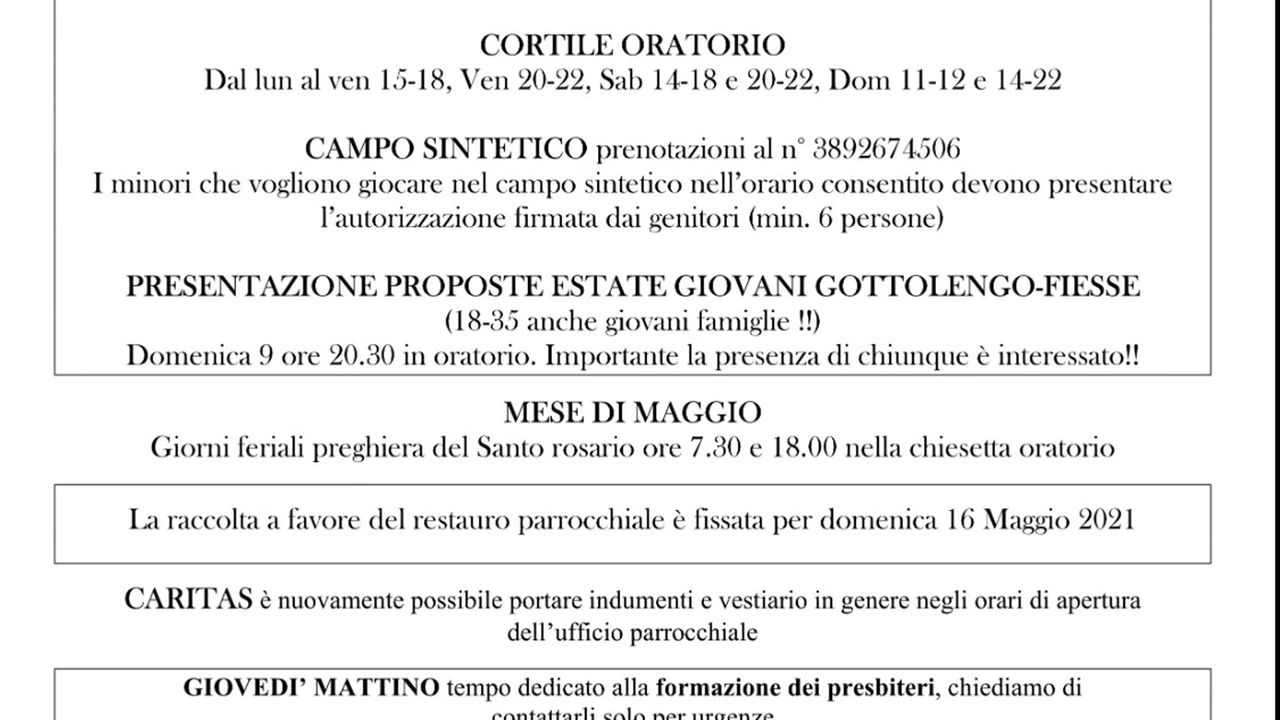 CORTILE ORATORIO
Dal lun al ven 15-18, Ven 20-22, Sab 14-18 e 20-22, Dom 11-12 e 14-22
CAMPO SINTETICO prenotazioni al n° 3892674506
I minori che vogliono giocare nel campo sintetico nell'orario consentito devono presentare
l'autorizzazione firmata dai genitori (min. 6 persone)
PRESENTAZIONE PROPOSTE ESTATE GIOVANI GOTTOLENGO-FIESSE
(18-35 anche giovani famiglie !!)
Domenica 9 ore 20.30 in oratorio. Importante la presenza di chiunque è interessato!!
MESE DI MAGGIO
Giorni feriali preghiera del Santo rosario ore 7.30 e 18.00 nella chiesetta oratorio
La raccolta a favore del restauro parrocchiale è fissata per domenica 16 Maggio 2021
CARITAS è nuovamente possibile portare indumenti e vestiario in genere negli orari di apertura
dell'ufficio parrocchiale
GIOVEDI' MATTINO tempo dedicato alla formazione dei presbiteri, chiediamo di
contattarli solo per urgenze